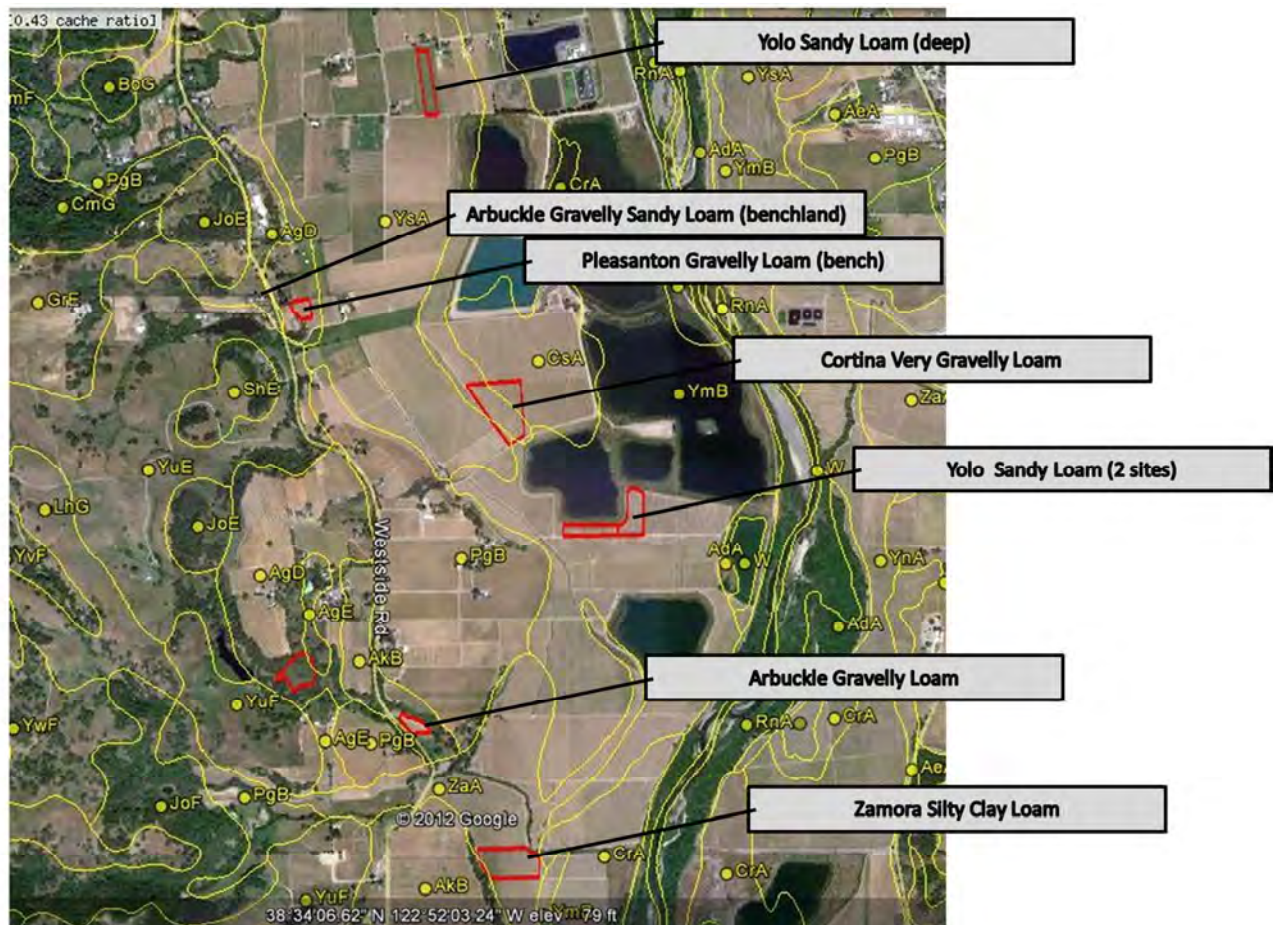 0.43 cache ratio]
Yolo Sandy Loam (deep)
RnA
YsA
BoG
mF
AeA
AdA
PgB
YmB
PgB
CrA
CmG
JoE
AgD
YsA
Arbuckle Gravelly Sandy Loam (benchland)
Pleasanton Gravelly Loam (bench)
GrE
RnA
Cortina Very Gravelly Loam
CsA
ShE
YmB
ZaA
YuE
W
Yolo Sandy Loam (2 sites)
LhG
JoE
Westside Rd
YvF
AgD
PgB
AdA
W
YnA
AgE
AdA
AkB
Arbuckle Gravelly Loam
YuF
YwF
AgE
PgB
RnA
CrA
AeA
ZaA
JoF
PgB
© 2012 Google
Zamora Silty Clay Loam
CrA
CrA
AkB
YuF
38°34'06.62" N 122°52'03.24" W elev 79 ft